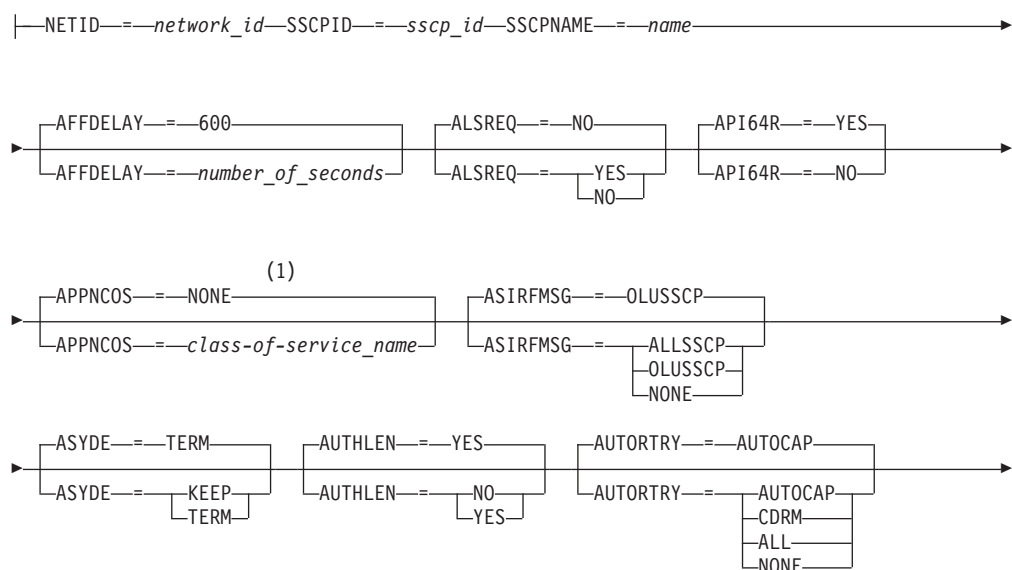 NETID = network_id SSCPID = sscp_id SSCPNAME = name
AFFDELAY = 600 ALSREQ = NO API64R = YES
AFFDELAY = number_of_seconds ALSREQ = YES API64R = NO
NO
(1)
APPNCOS = NONE ASIRFMSG = OLUSSCP
APPNCOS = class-of-service_name ASIRFMSG = ALLSSCP
OLUSSCP
NONE
ASYDE = TERM AUTHLEN = YES AUTORTRY = AUTOCAP
ASYDE = KEEP AUTHLEN = NO AUTORTRY = AUTOCAP
TERM YES CDRM
ALL
NONE